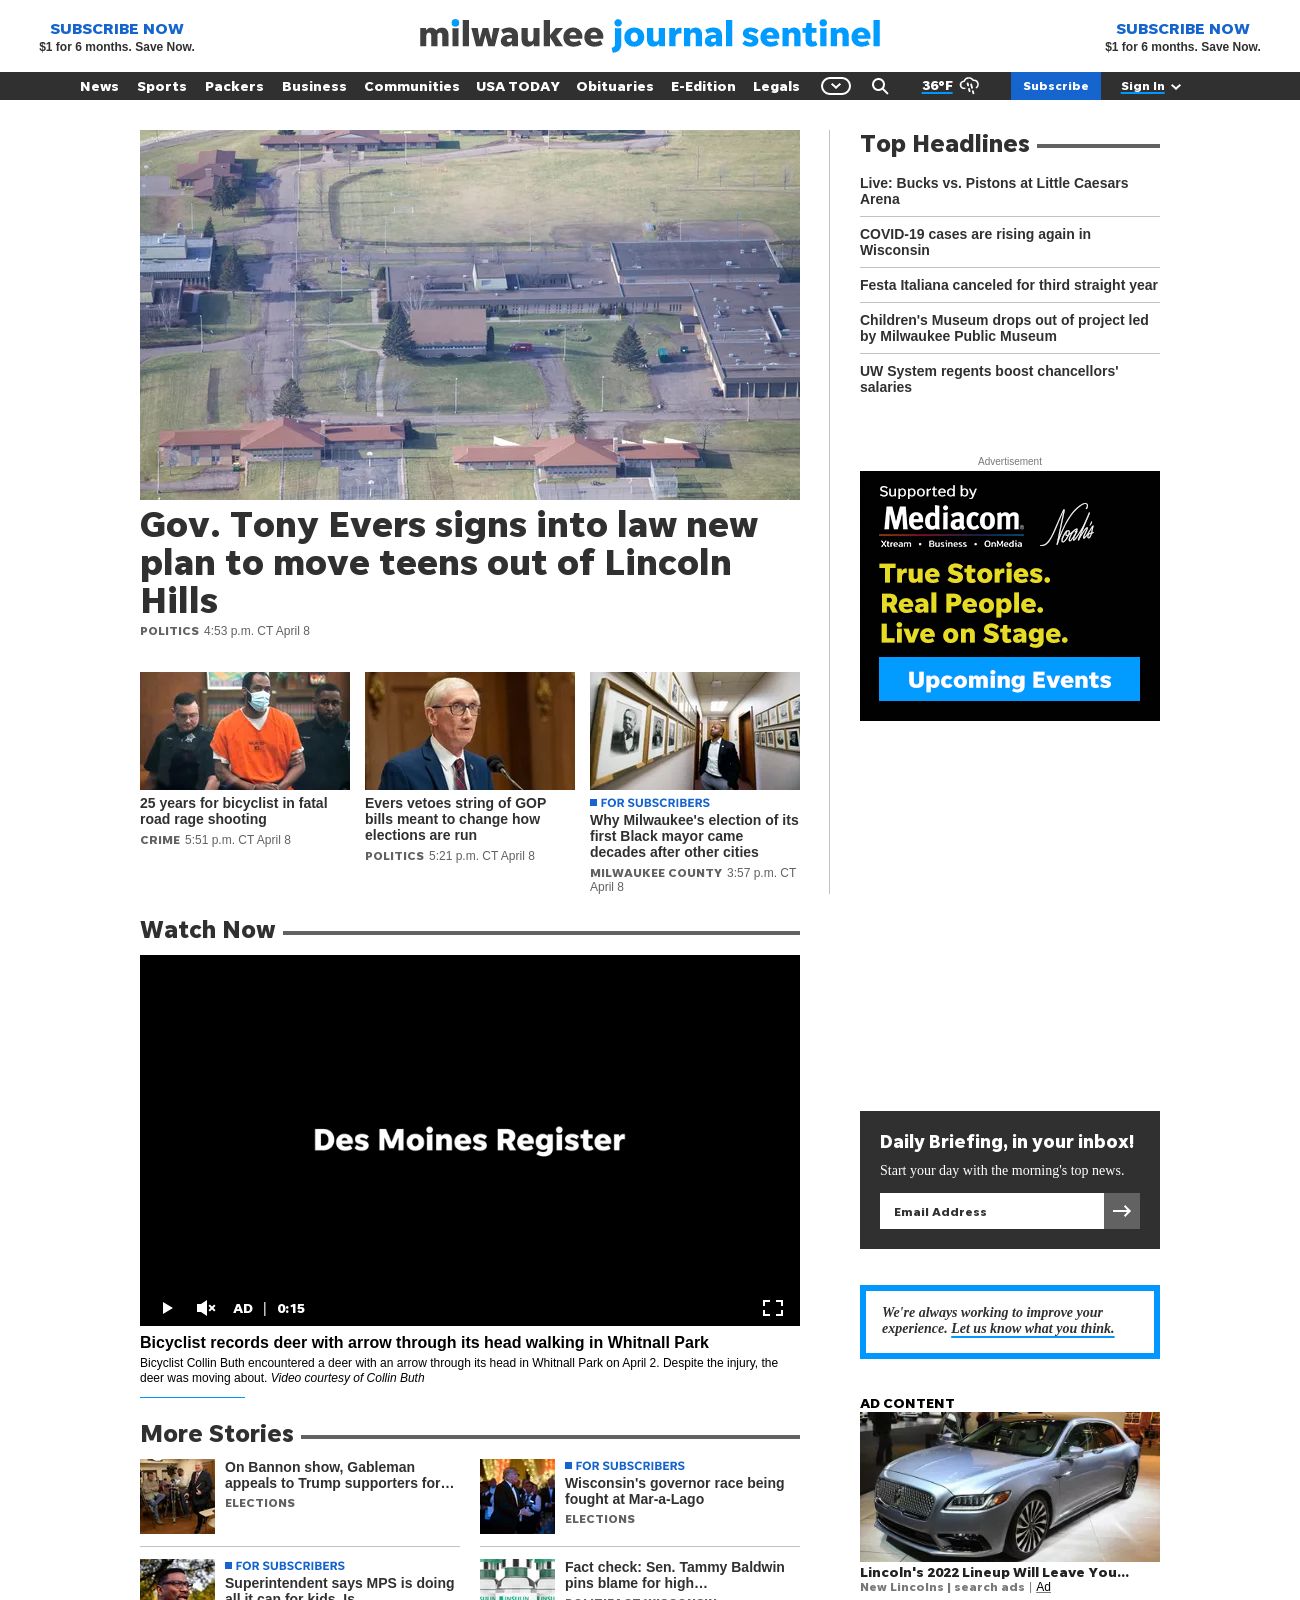 SUBSCRIBE NOW
$1 for 6 months. Save Now.
milwaukee journal sentinel
SUBSCRIBE NOW
$1 for 6 months. Save Now.
News Sports Packers Business Communities USA TODAY Obituaries E-Edition Legals 36°F Subscribe Sign In
Gov. Tony Evers signs into law new
plan to move teens out of Lincoln
Hills
POLITICS 4:53 p.m. CT April 8
25 years for bicyclist in fatal
road rage shooting
CRIME 5:51 p.m. CT April 8
Evers vetoes string of GOP
bills meant to change how
elections are run
POLITICS 5:21 p.m. CT April 8
FOR SUBSCRIBERS
Why Milwaukee's election of its
first Black mayor came
decades after other cities
MILWAUKEE COUNTY 3:57 p.m. CT
April 8
Top Headlines
Live: Bucks vs. Pistons at Little Caesars
Arena
COVID-19 cases are rising again in
Wisconsin
Festa Italiana canceled for third straight year
Children's Museum drops out of project led
by Milwaukee Public Museum
UW System regents boost chancellors'
salaries
Advertisement
Supported by
Mediacom
Noah's
Xtream • Business • OnMedia
True Stories.
Real People.
Live on Stage.
Upcoming Events
Watch Now
Des Moines Register
AD | 0:15
Bicyclist records deer with arrow through its head walking in Whitnall Park
Bicyclist Collin Buth encountered a deer with an arrow through its head in Whitnall Park on April 2. Despite the injury, the
deer was moving about. Video courtesy of Collin Buth
Daily Briefing, in your inbox!
Start your day with the morning's top news.
Email Address
We're always working to improve your
experience. Let us know what you think.
More Stories
On Bannon show, Gableman
appeals to Trump supporters for…
ELECTIONS
FOR SUBSCRIBERS
Wisconsin's governor race being
fought at Mar-a-Lago
ELECTIONS
FOR SUBSCRIBERS
Superintendent says MPS is doing
all it can for kids. Is
Fact check: Sen. Tammy Baldwin
pins blame for high…
POLITIFACT WISCONSIN
AD CONTENT
Lincoln's 2022 Lineup Will Leave You...
New Lincolns | search ads | Ad